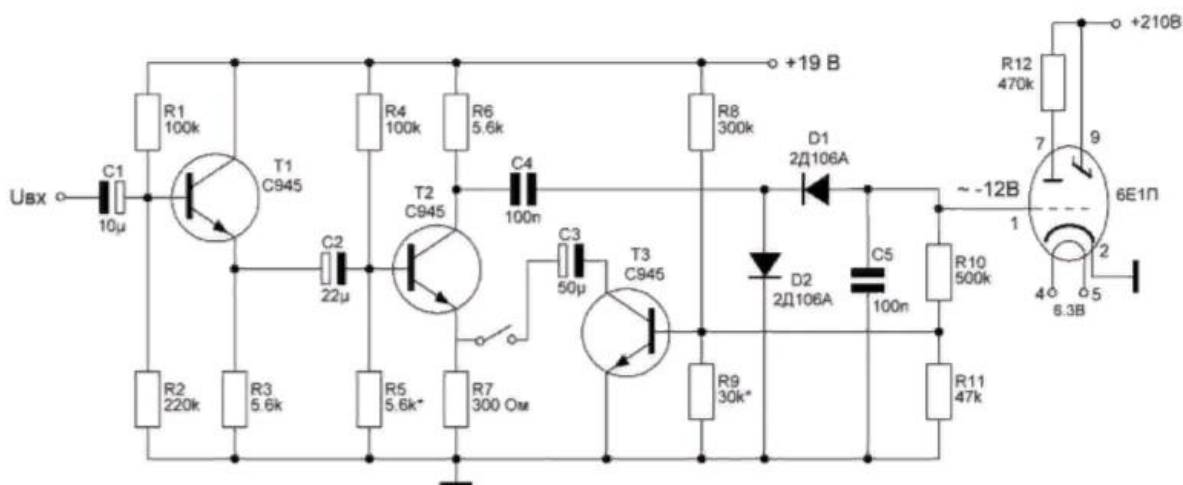 +210В
+19 В
R12
470k
R1
100k
R4
100k
R6
5.6k
R8
300k
D1
2Д106А
7
9
C1
T1
C945
C4
T2
C945
100n
~ -12В
6Е1П
Uвх
10μ
1
2
C2
C3
T3
C945
C5
R10
500k
22μ
50μ
D2
2Д106А
100n
4
5
6.3В
R2
220k
R3
5.6k
R5
5.6k*
R7
300 Ом
R9
30k*
R11
47k